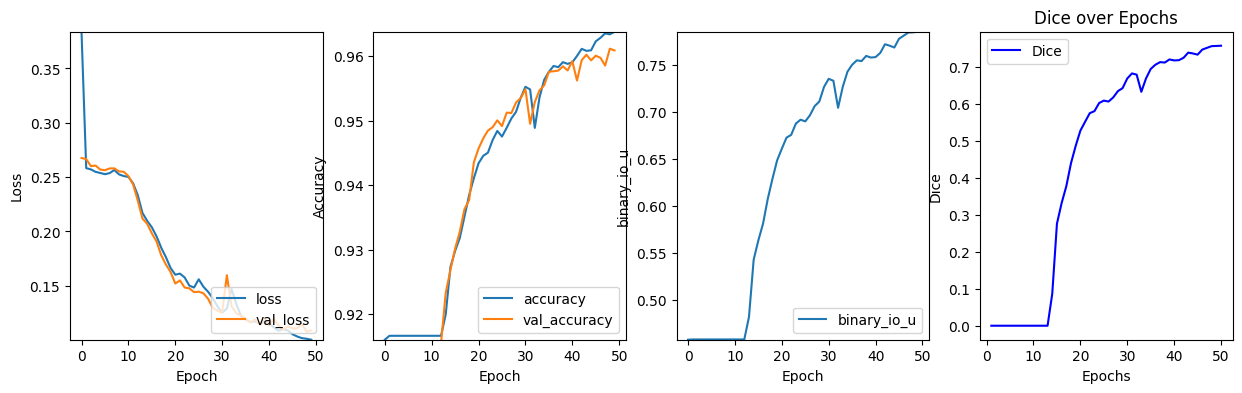 Loss
0.35
0.30
0.25
0.20
0.15
loss
val_loss
0 10 20 30 40 50
Epoch
Accuracy
0.96
0.95
0.94
0.93
0.92
accuracy
val_accuracy
0 10 20 30 40 50
Epoch
binary_io_u
0.75
0.70
0.65
0.60
0.55
0.50
binary_io_u
0 10 20 30 40 50
Epoch
Dice over Epochs
Dice
Dice
0.7
0.6
0.5
0.4
0.3
0.2
0.1
0.0
0 10 20 30 40 50
Epochs